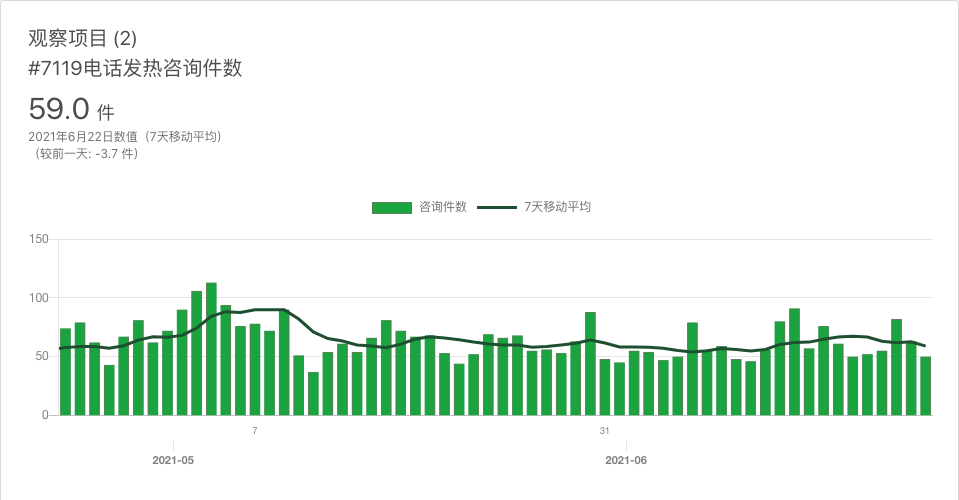 观察项目 (2)
#7119电话发热咨询件数
59.0 件
2021年6月22日数值（7天移动平均）
（较前一天: -3.7 件）
咨询件数 7天移动平均
150
100
50
0
7 31
2021-05 2021-06